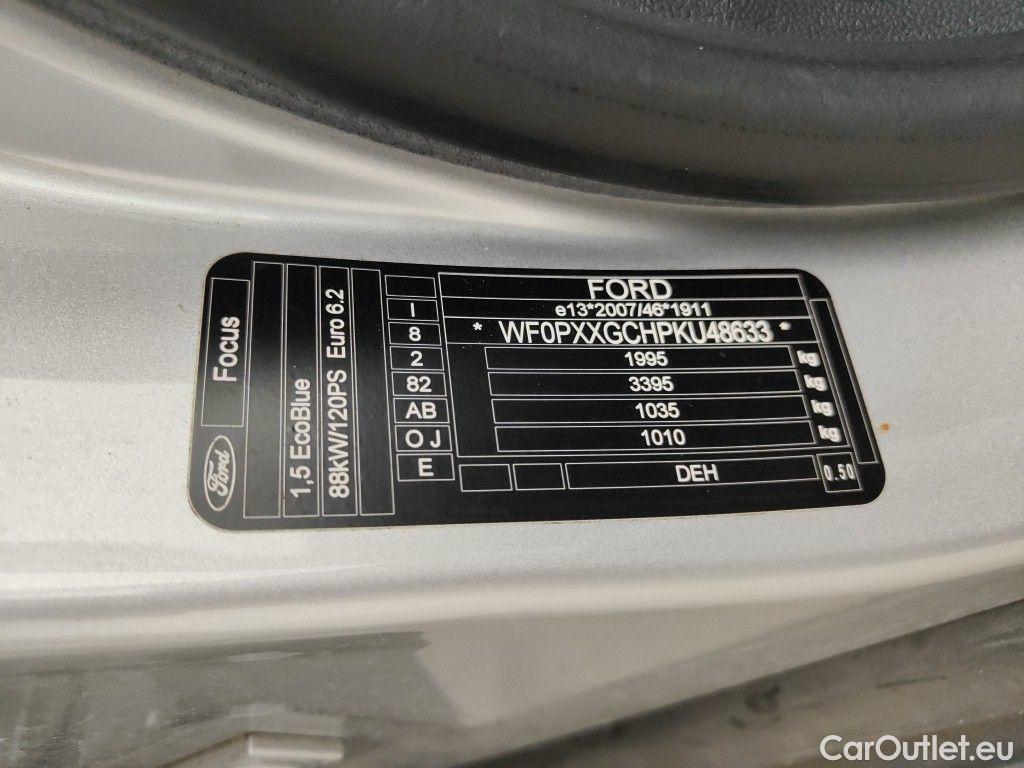 FORD
e13*2007/46*1911
* WF0PXXGCHPKU48633 *
1995 kg
3395 kg
1035 kg
1010 kg
DEH
0.50
I
8
2
82
AB
O J
E
Focus
Ford
1,5 EcoBlue
88kW/120PS Euro 6.2
CarOutlet.eu